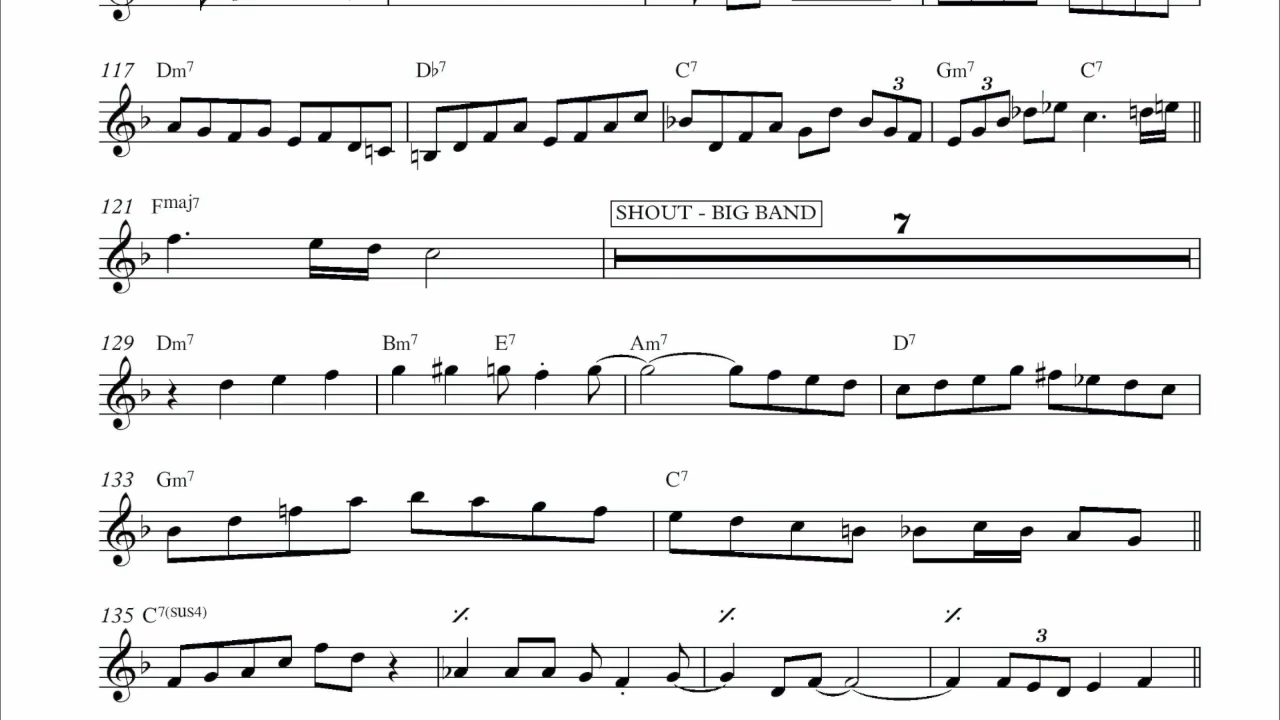 117 Dm7 D♭7 C7 3 Gm7 3 C7
121 Fmaj7 SHOUT - BIG BAND 7
129 Dm7 Bm7 E7 Am7 D7
133 Gm7 C7
135 C7(sus4)
3